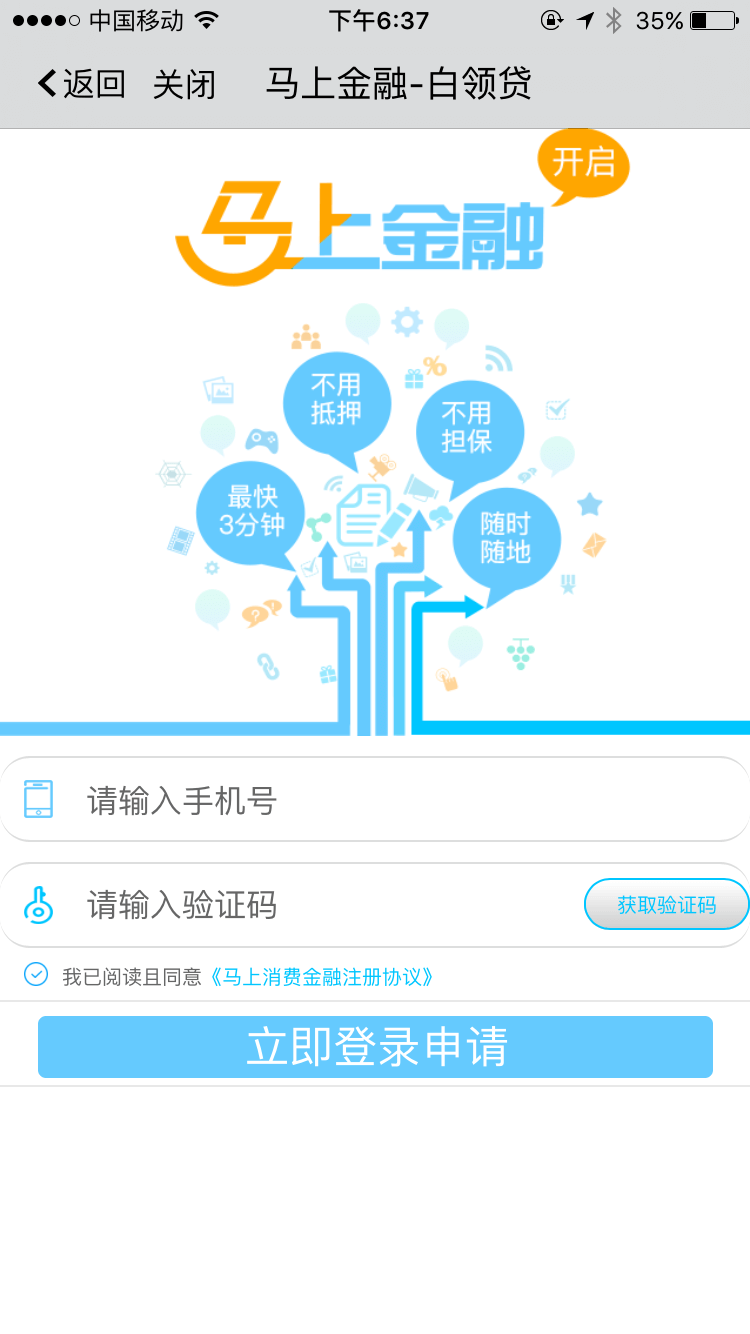 中国移动 下午6:37 35%
返回 关闭 马上金融-白领贷
开启
马上金融
不用
抵押
不用
担保
最快
3分钟
随时
随地
请输入手机号
请输入验证码 获取验证码
我已阅读且同意《马上消费金融注册协议》
立即登录申请